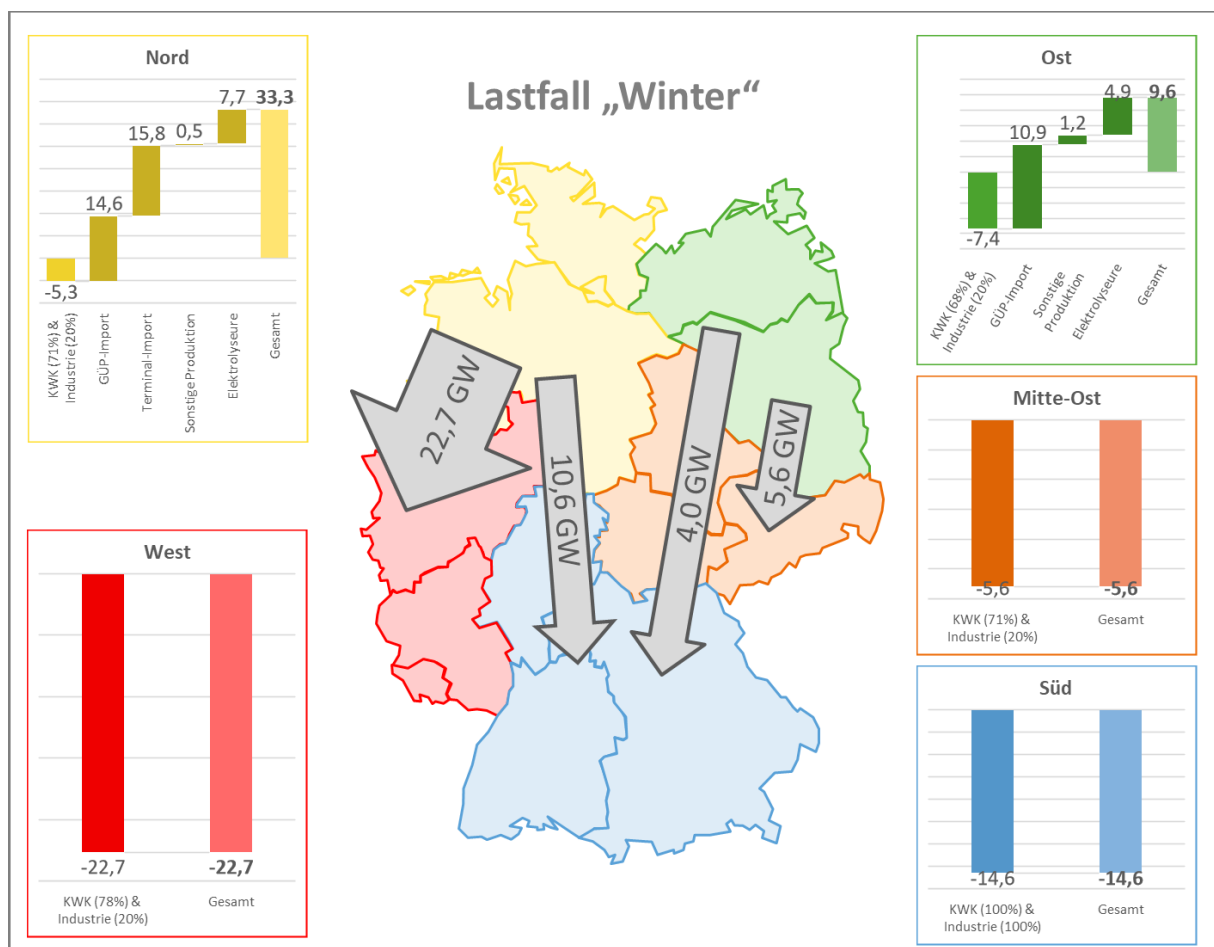 Lastfall „Winter“
Nord
7,7
33,3
15,8
0,5
14,6
-5,3
KWK (71%) &
Industrie (20%)
GÜP-Import
Terminal-Import
Sonstige Produktion
Elektrolyseure
Gesamt
Ost
4,9
9,6
10,9
1,2
-7,4
KWK (68%) &
Industrie (20%)
GÜP-Import
Sonstige
Produktion
Elektrolyseure
Gesamt
22,7 GW
10,6 GW
4,0 GW
5,6 GW
Mitte-Ost
-5,6
-5,6
KWK (71%) &
Industrie (20%)
Gesamt
West
-22,7
-22,7
KWK (78%) &
Industrie (20%)
Gesamt
Süd
-14,6
-14,6
KWK (100%) &
Industrie (100%)
Gesamt